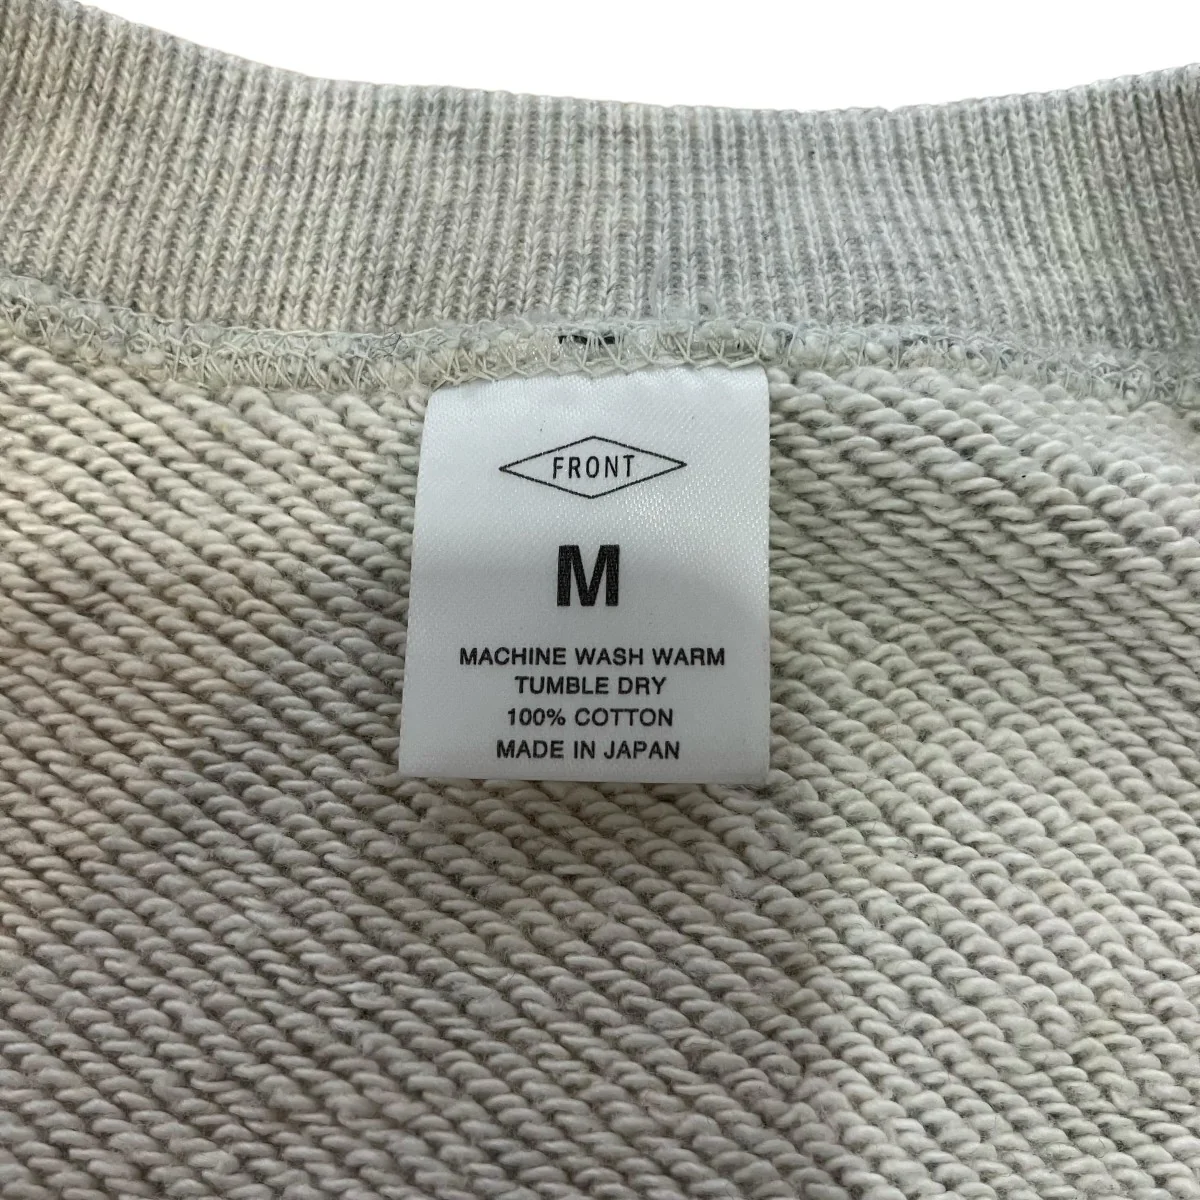 FRONT
M
MACHINE WASH WARM
TUMBLE DRY
100% COTTON
MADE IN JAPAN